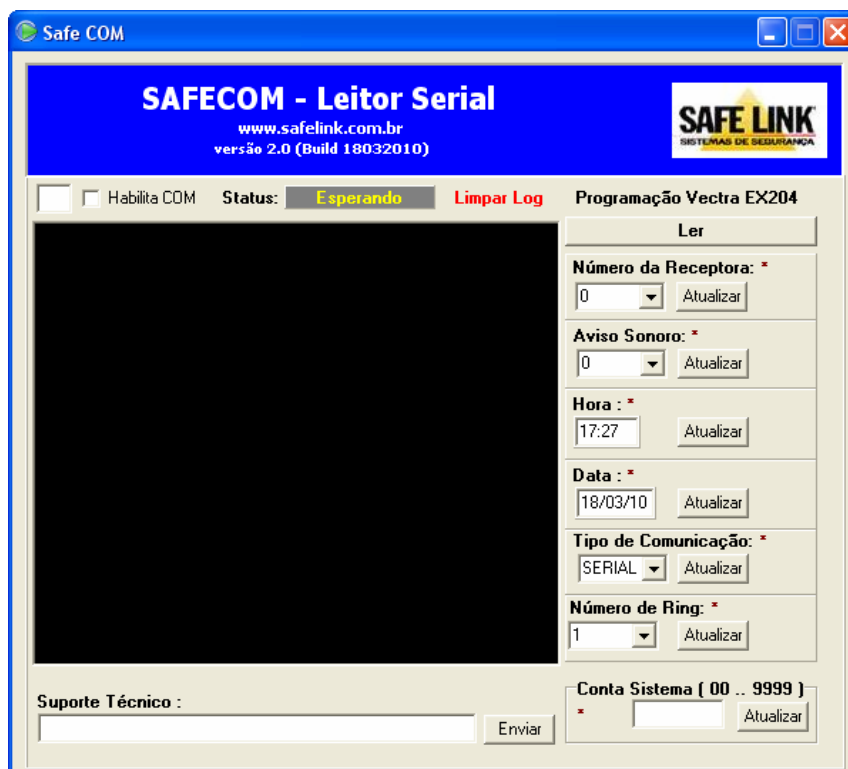 Safe COM
SAFECOM - Leitor Serial
www.safelink.com.br
versão 2.0 (Build 18032010)
SAFE LINK
SISTEMAS DE SEGURANÇA
Habilita COM
Status:
Esperando
Limpar Log
Programação Vectra EX204
Ler
Número da Receptora: *
0
Atualizar
Aviso Sonoro: *
0
Atualizar
Hora : *
17:27
Atualizar
Data : *
18/03/10
Atualizar
Tipo de Comunicação: *
SERIAL
Atualizar
Número de Ring: *
1
Atualizar
Suporte Técnico :
Enviar
Conta Sistema ( 00 .. 9999 )
*
Atualizar